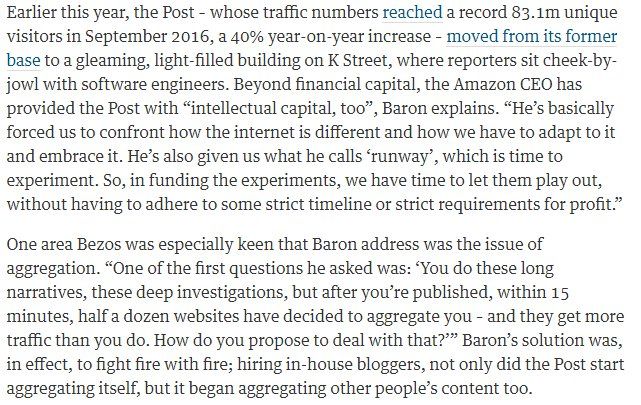 Earlier this year, the Post - whose traffic numbers reached a record 83.1m unique
visitors in September 2016, a 40% year-on-year increase - moved from its former
base to a gleaming, light-filled building on K Street, where reporters sit cheek-by-
jowl with software engineers. Beyond financial capital, the Amazon CEO has
provided the Post with “intellectual capital, too”, Baron explains. “He’s basically
forced us to confront how the internet is different and how we have to adapt to it
and embrace it. He’s also given us what he calls ‘runway’, which is time to
experiment. So, in funding the experiments, we have time to let them play out,
without having to adhere to some strict timeline or strict requirements for profit.”
One area Bezos was especially keen that Baron address was the issue of
aggregation. “One of the first questions he asked was: ‘You do these long
narratives, these deep investigations, but after you’re published, within 15
minutes, half a dozen websites have decided to aggregate you - and they get more
traffic than you do. How do you propose to deal with that?’” Baron’s solution was,
in effect, to fight fire with fire; hiring in-house bloggers, not only did the Post start
aggregating itself, but it began aggregating other people’s content too.